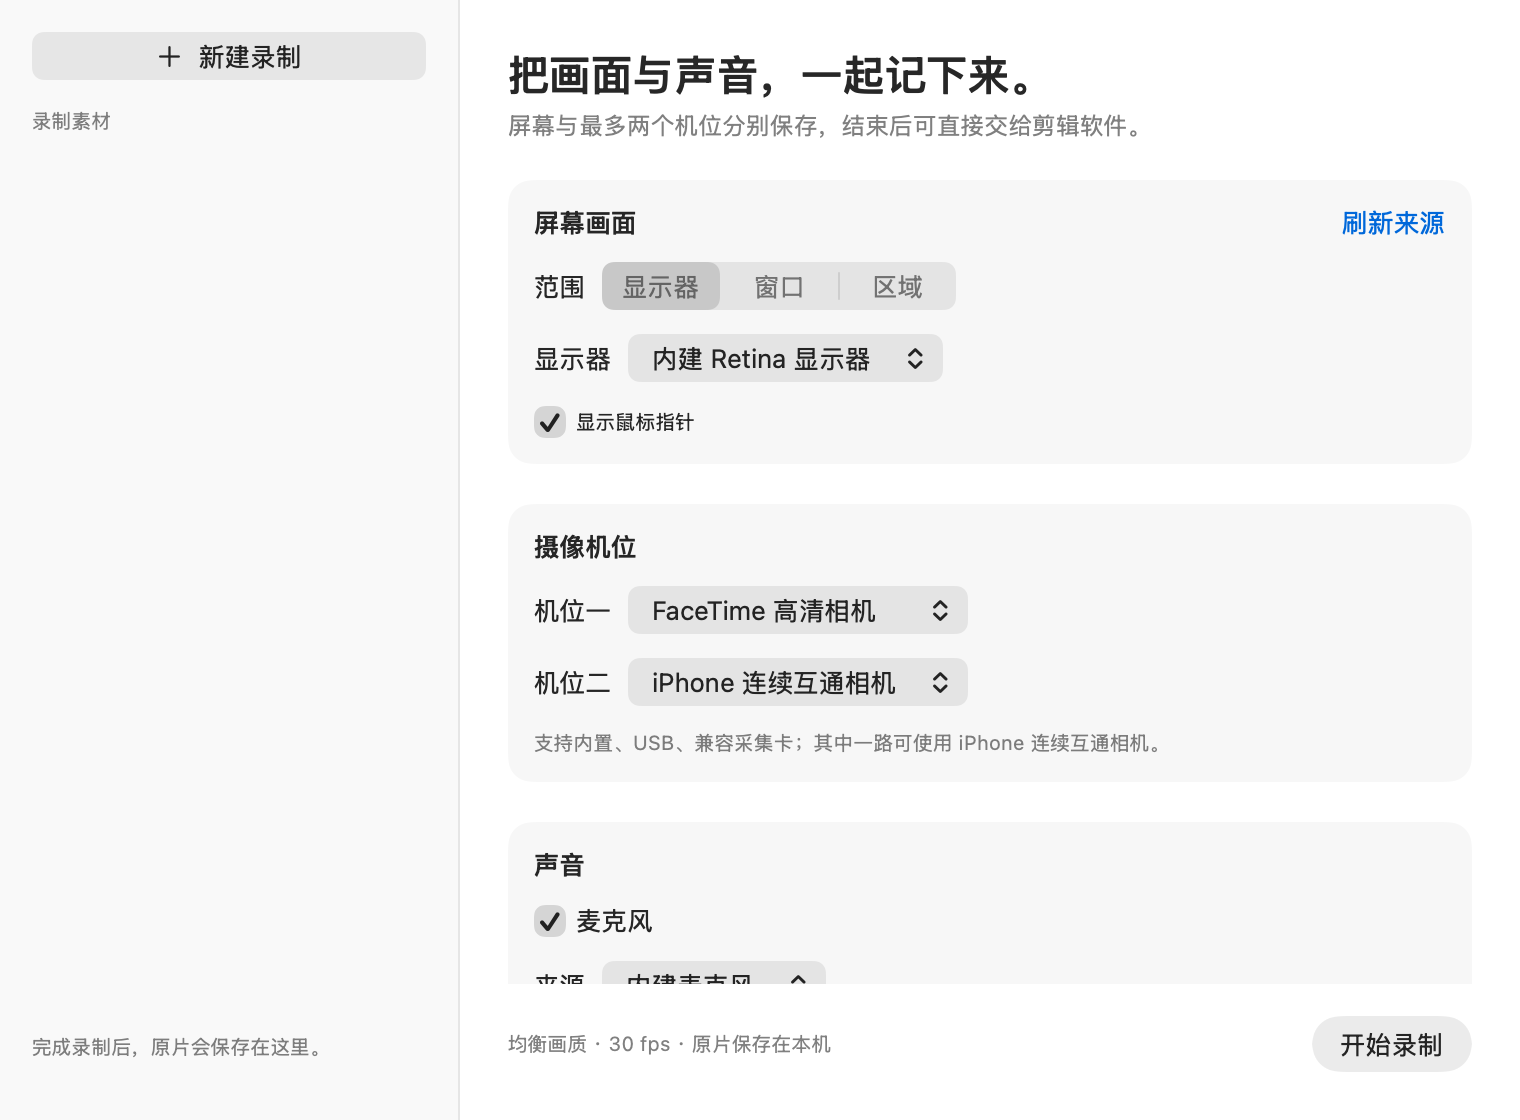 新建录制
录制素材
完成录制后，原片会保存在这里。
把画面与声音，一起记下来。
屏幕与最多两个机位分别保存，结束后可直接交给剪辑软件。
屏幕画面 刷新来源
范围 显示器 窗口 区域
显示器 内建 Retina 显示器
显示鼠标指针
摄像机位
机位一 FaceTime 高清相机
机位二 iPhone 连续互通相机
支持内置、USB、兼容采集卡；其中一路可使用 iPhone 连续互通相机。
声音
麦克风
来源 内建麦克风
均衡画质 · 30 fps · 原片保存在本机
开始录制